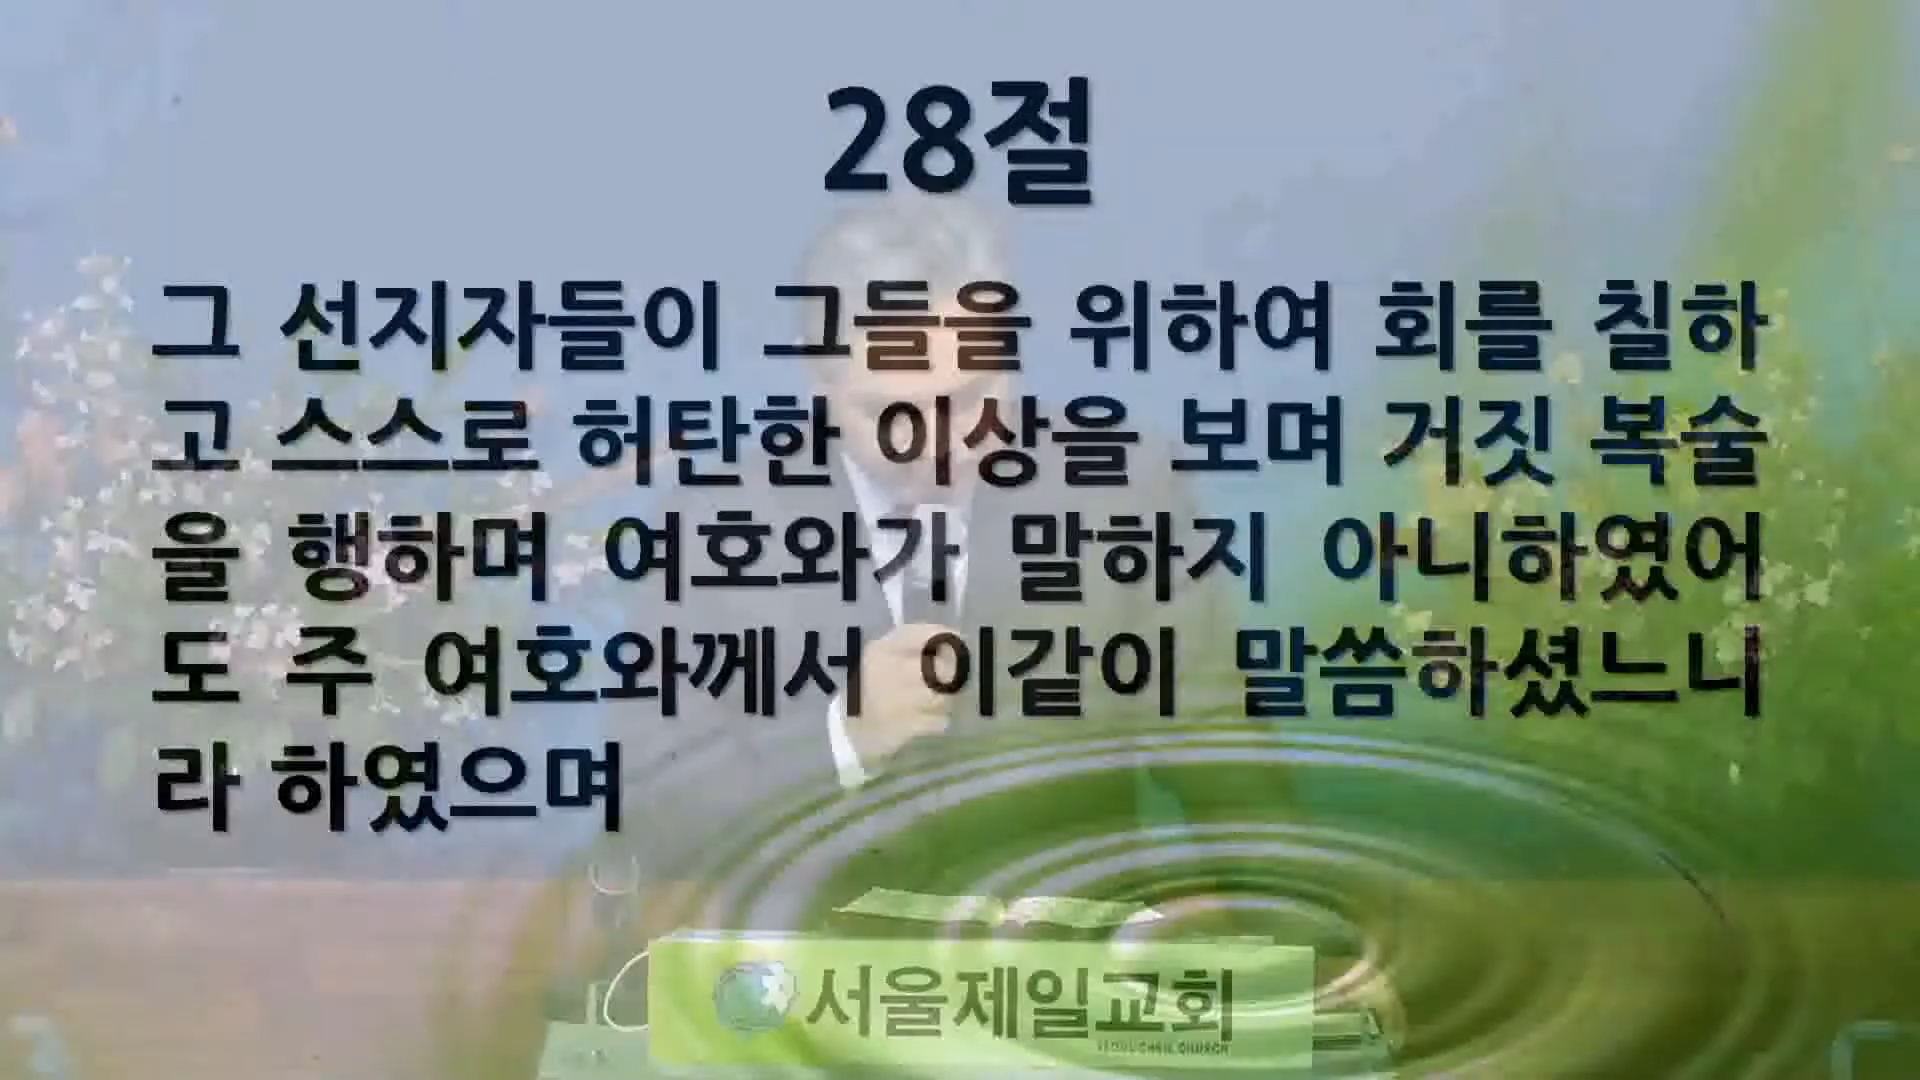 28절
그 선지자들이 그들을 위하여 회를 칠하
고 스스로 허탄한 이상을 보며 거짓 복술
을 행하며 여호와가 말하지 아니하였어
도 주 여호와께서 이같이 말씀하셨느니
라 하였으며
서울제일교회